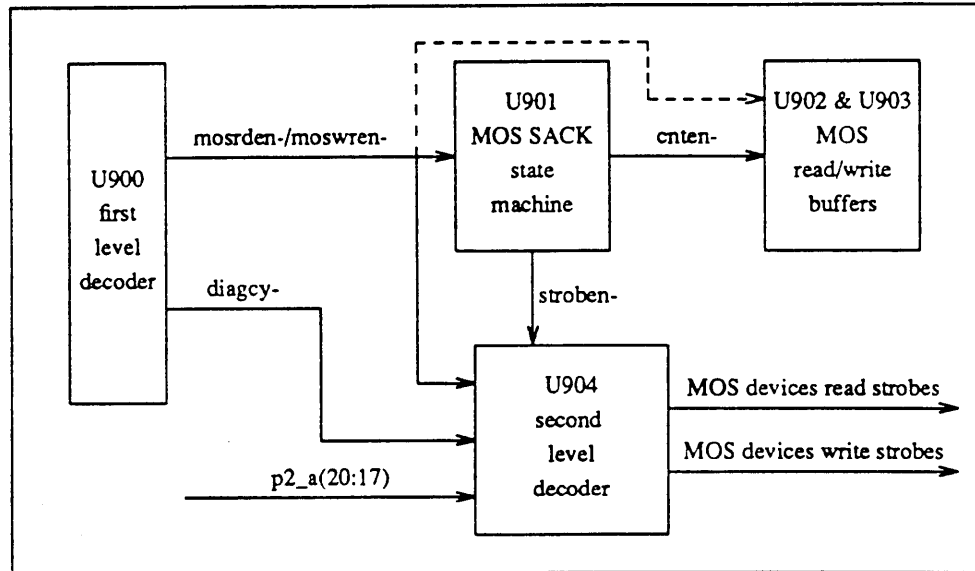 U900
first
level
decoder
mosrden-/moswren-
diagcy-
U901
MOS SACK
state
machine
cnten-
U902 & U903
MOS
read/write
buffers
stroben-
p2_a(20:17)
U904
second
level
decoder
MOS devices read strobes
MOS devices write strobes